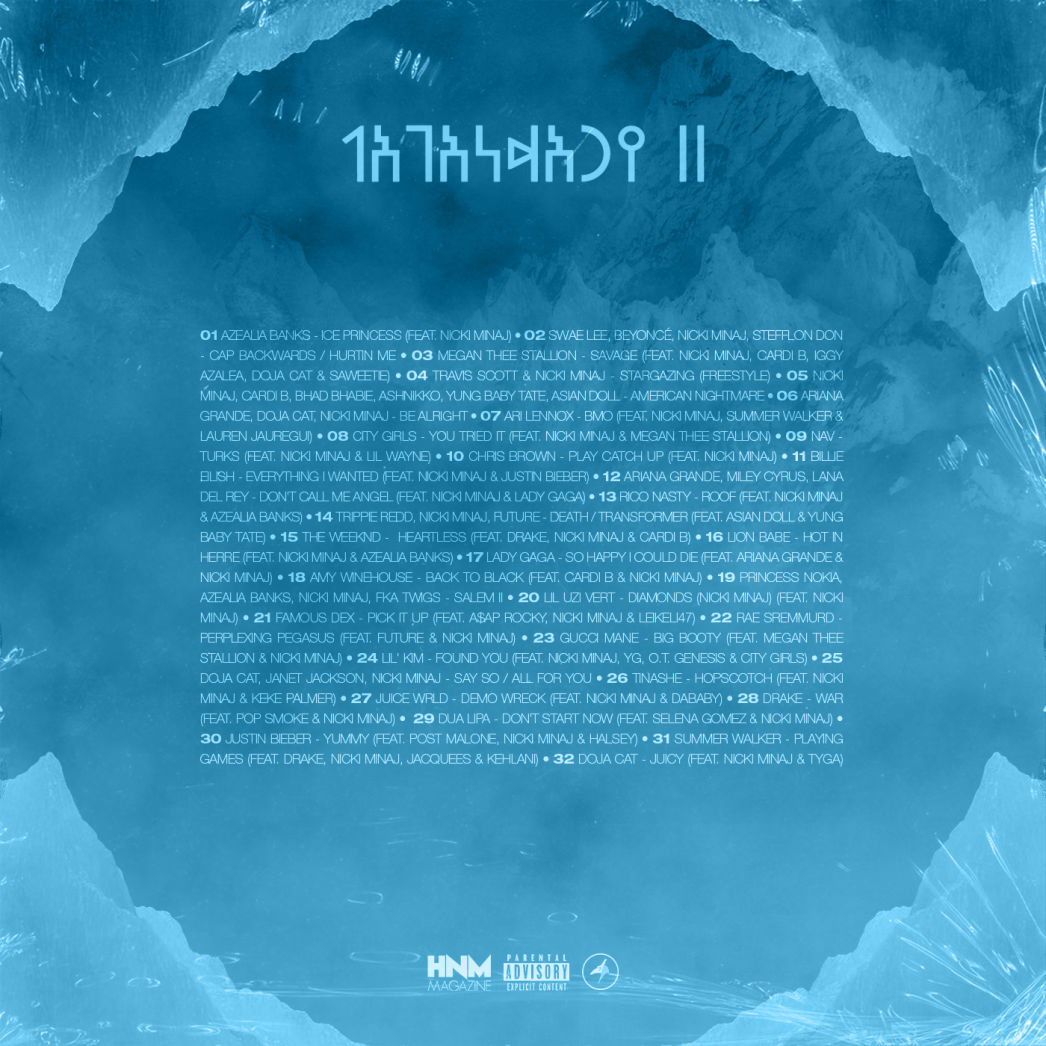 01 AZEALIA BANKS - ICE PRINCESS (FEAT. NICKI MINAJ) • 02 SWAE LEE, BEYONCÉ, NICKI MINAJ, STEFFLON DON
- CAP BACKWARDS / HURTIN ME • 03 MEGAN THEE STALLION - SAVAGE (FEAT. NICKI MINAJ, CARDI B, IGGY
AZALEA, DOJA CAT & SAWEETIE) • 04 TRAVIS SCOTT & NICKI MINAJ - STARGAZING (FREESTYLE) • 05 NICKI
MINAJ, CARDI B, BHAD BHABIE, ASHNIKKO, YUNG BABY TATE, ASIAN DOLL - AMERICAN NIGHTMARE • 06 ARIANA
GRANDE, DOJA CAT, NICKI MINAJ - BE ALRIGHT • 07 ARI LENNOX - BMO (FEAT. NICKI MINAJ, SUMMER WALKER &
LAUREN JAUREGUI) • 08 CITY GIRLS - YOU TRIED IT (FEAT. NICKI MINAJ & MEGAN THEE STALLION) • 09 NAV -
TURKS (FEAT. NICKI MINAJ & LIL WAYNE) • 10 CHRIS BROWN - PLAY CATCH UP (FEAT. NICKI MINAJ) • 11 BILLIE
EILISH - EVERYTHING I WANTED (FEAT. NICKI MINAJ & JUSTIN BIEBER) • 12 ARIANA GRANDE, MILEY CYRUS, LANA
DEL REY - DON'T CALL ME ANGEL (FEAT. NICKI MINAJ & LADY GAGA) • 13 RICO NASTY - ROOF (FEAT. NICKI MINAJ
& AZEALIA BANKS) • 14 TRIPPIE REDD, NICKI MINAJ, FUTURE - DEATH / TRANSFORMER (FEAT. ASIAN DOLL & YUNG
BABY TATE) • 15 THE WEEKND - HEARTLESS (FEAT. DRAKE, NICKI MINAJ & CARDI B) • 16 LION BABE - HOT IN
HERRE (FEAT. NICKI MINAJ & AZEALIA BANKS) • 17 LADY GAGA - SO HAPPY I COULD DIE (FEAT. ARIANA GRANDE &
NICKI MINAJ) • 18 AMY WINEHOUSE - BACK TO BLACK (FEAT. CARDI B & NICKI MINAJ) • 19 PRINCESS NOKIA,
AZEALIA BANKS, NICKI MINAJ, FKA TWIGS - SALEM II • 20 LIL UZI VERT - DIAMONDS (NICKI MINAJ) (FEAT. NICKI
MINAJ) • 21 FAMOUS DEX - PICK IT UP (FEAT. A$AP ROCKY, NICKI MINAJ & LEIKELI47) • 22 RAE SREMMURD -
PERPLEXING PEGASUS (FEAT. FUTURE & NICKI MINAJ) • 23 GUCCI MANE - BIG BOOTY (FEAT. MEGAN THEE
STALLION & NICKI MINAJ) • 24 LIL' KIM - FOUND YOU (FEAT. NICKI MINAJ, YG, O.T. GENESIS & CITY GIRLS) • 25
DOJA CAT, JANET JACKSON, NICKI MINAJ - SAY SO / ALL FOR YOU • 26 TINASHE - HOPSCOTCH (FEAT. NICKI
MINAJ & KEKE PALMER) • 27 JUICE WRLD - DEMO WRECK (FEAT. NICKI MINAJ & DABABY) • 28 DRAKE - WAR
(FEAT. POP SMOKE & NICKI MINAJ) • 29 DUA LIPA - DON'T START NOW (FEAT. SELENA GOMEZ & NICKI MINAJ) •
30 JUSTIN BIEBER - YUMMY (FEAT. POST MALONE, NICKI MINAJ & HALSEY) • 31 SUMMER WALKER - PLAYING
GAMES (FEAT. DRAKE, NICKI MINAJ, JACQUEES & KEHLANI) • 32 DOJA CAT - JUICY (FEAT. NICKI MINAJ & TYGA)
HNM
MAGAZINE
PARENTAL
ADVISORY
EXPLICIT CONTENT